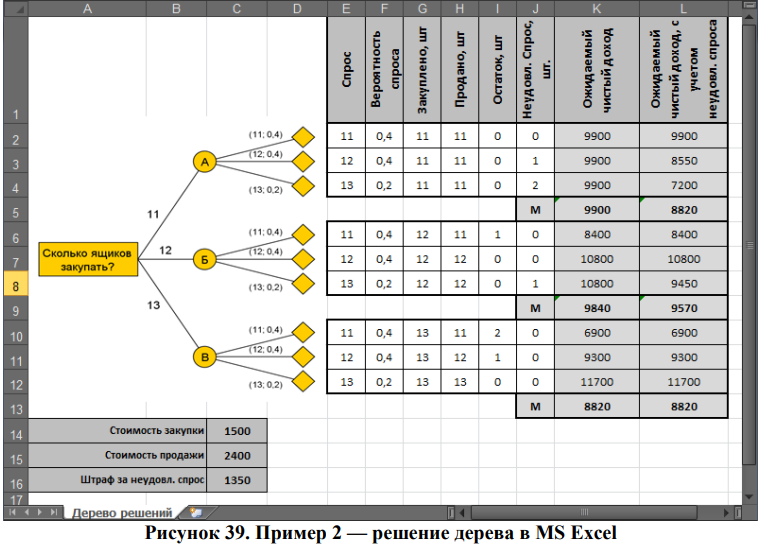 A B C D E F G H I J K L
1 Спрос Вероятность спроса Закуплено, шт Продано, шт Остаток, шт Неудовл. Спрос, шт. Ожидаемый чистый доход Ожидаемый чистый доход, с учетом неудовл. спроса
2 (11; 0,4) 11 0,4 11 11 0 0 9900 9900
3 А (12; 0,4) 12 0,4 11 11 0 1 9900 8550
4 (13; 0,2) 13 0,2 11 11 0 2 9900 7200
5 11 М 9900 8820
6 (11; 0,4) 11 0,4 12 11 1 0 8400 8400
7 Сколько ящиков закупать? 12 Б (12; 0,4) 12 0,4 12 12 0 0 10800 10800
8 (13; 0,2) 13 0,2 12 12 0 1 10800 9450
9 13 М 9840 9570
10 (11; 0,4) 11 0,4 13 11 2 0 6900 6900
11 В (12; 0,4) 12 0,4 13 12 1 0 9300 9300
12 (13; 0,2) 13 0,2 13 13 0 0 11700 11700
13 М 8820 8820
14 Стоимость закупки 1500
15 Стоимость продажи 2400
16 Штраф за неудовл. спрос 1350
17
Дерево решений
Рисунок 39. Пример 2 — решение дерева в MS Excel